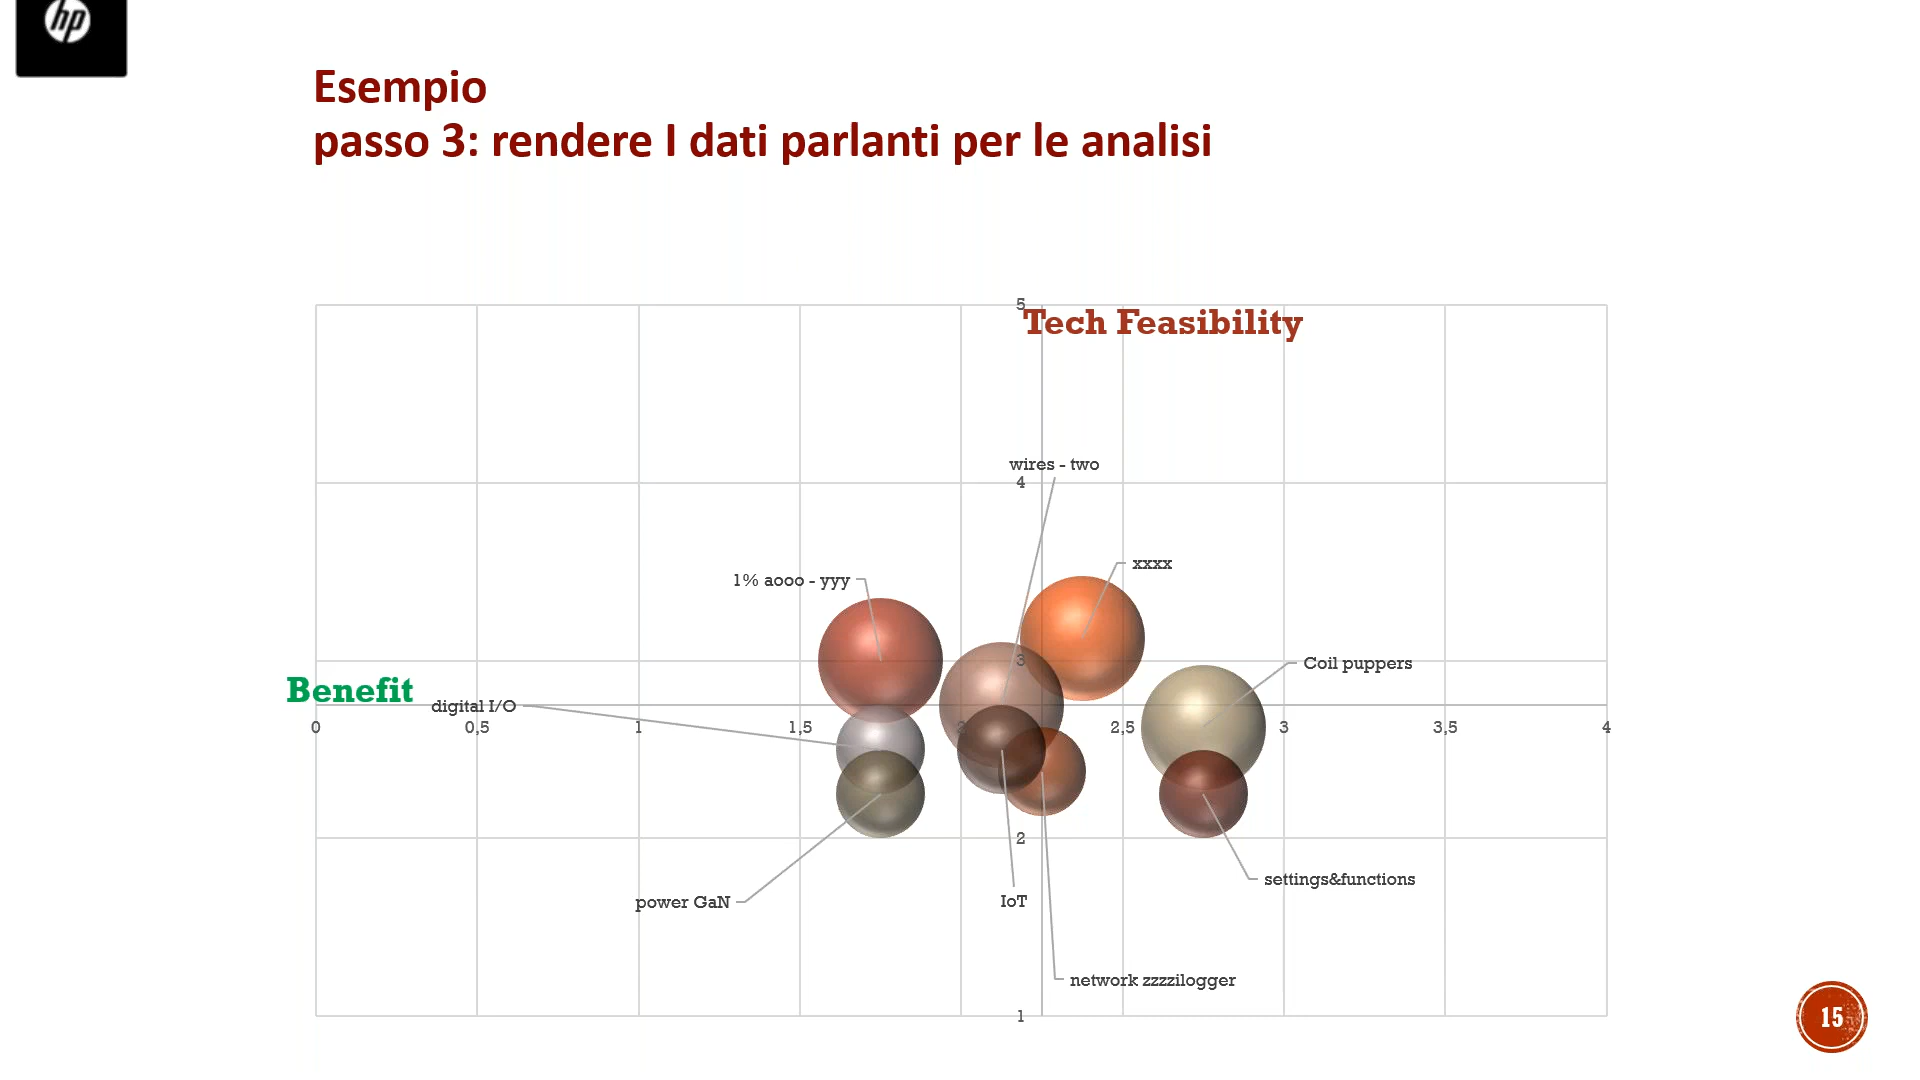 hp
Esempio
passo 3: rendere I dati parlanti per le analisi
5
Tech Feasibility
wires - two
4
xxxx
1% aooo - yyy
3
Coil puppers
Benefit
digital I/O
0 0,5 1 1,5 2 2,5 3 3,5 4
2
settings&functions
power GaN
IoT
network zzzzilogger
1
15